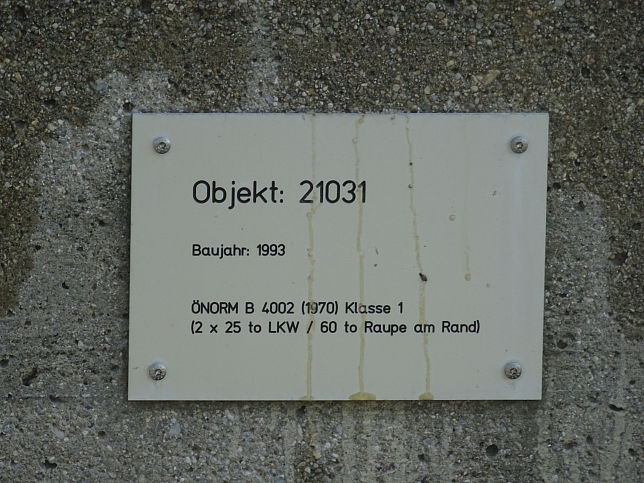 Objekt: 21031
Baujahr: 1993
ÖNORM B 4002 (1970) Klasse 1
(2 x 25 to LKW / 60 to Raupe am Rand)